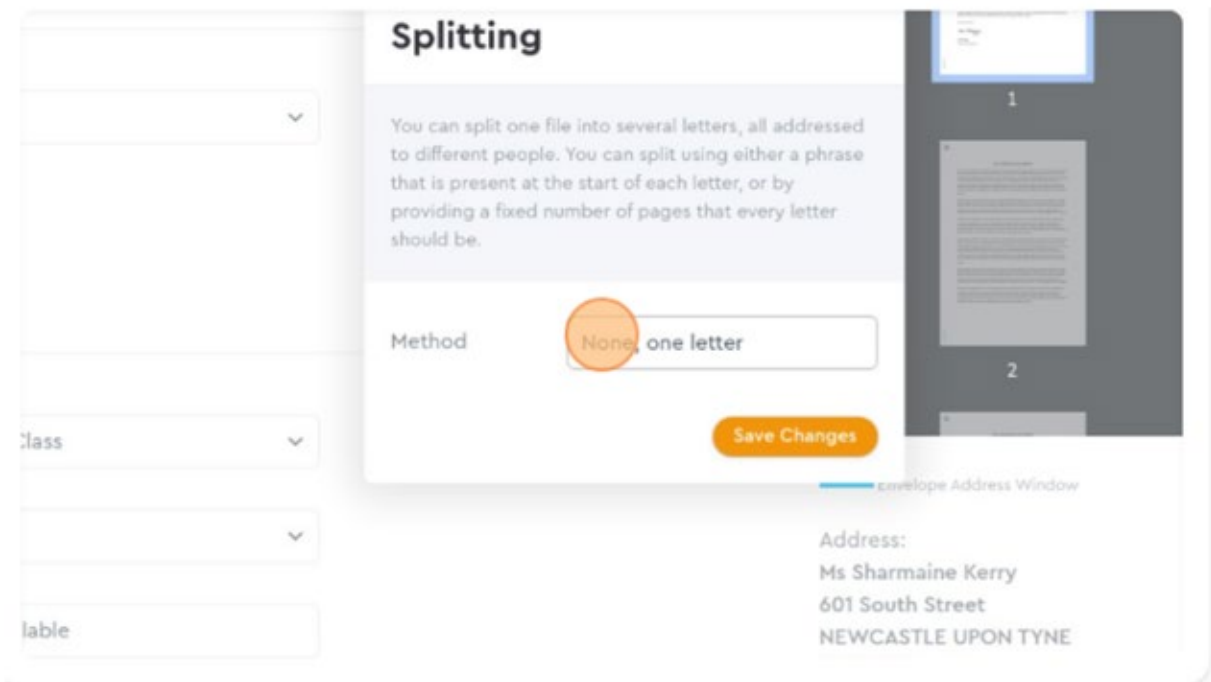 Splitting
You can split one file into several letters, all addressed
to different people. You can split using either a phrase
that is present at the start of each letter, or by
providing a fixed number of pages that every letter
should be.
Method
None, one letter
Save Changes
1
2
Class
lable
Envelope Address Window
Address:
Ms Sharmaine Kerry
601 South Street
NEWCASTLE UPON TYNE